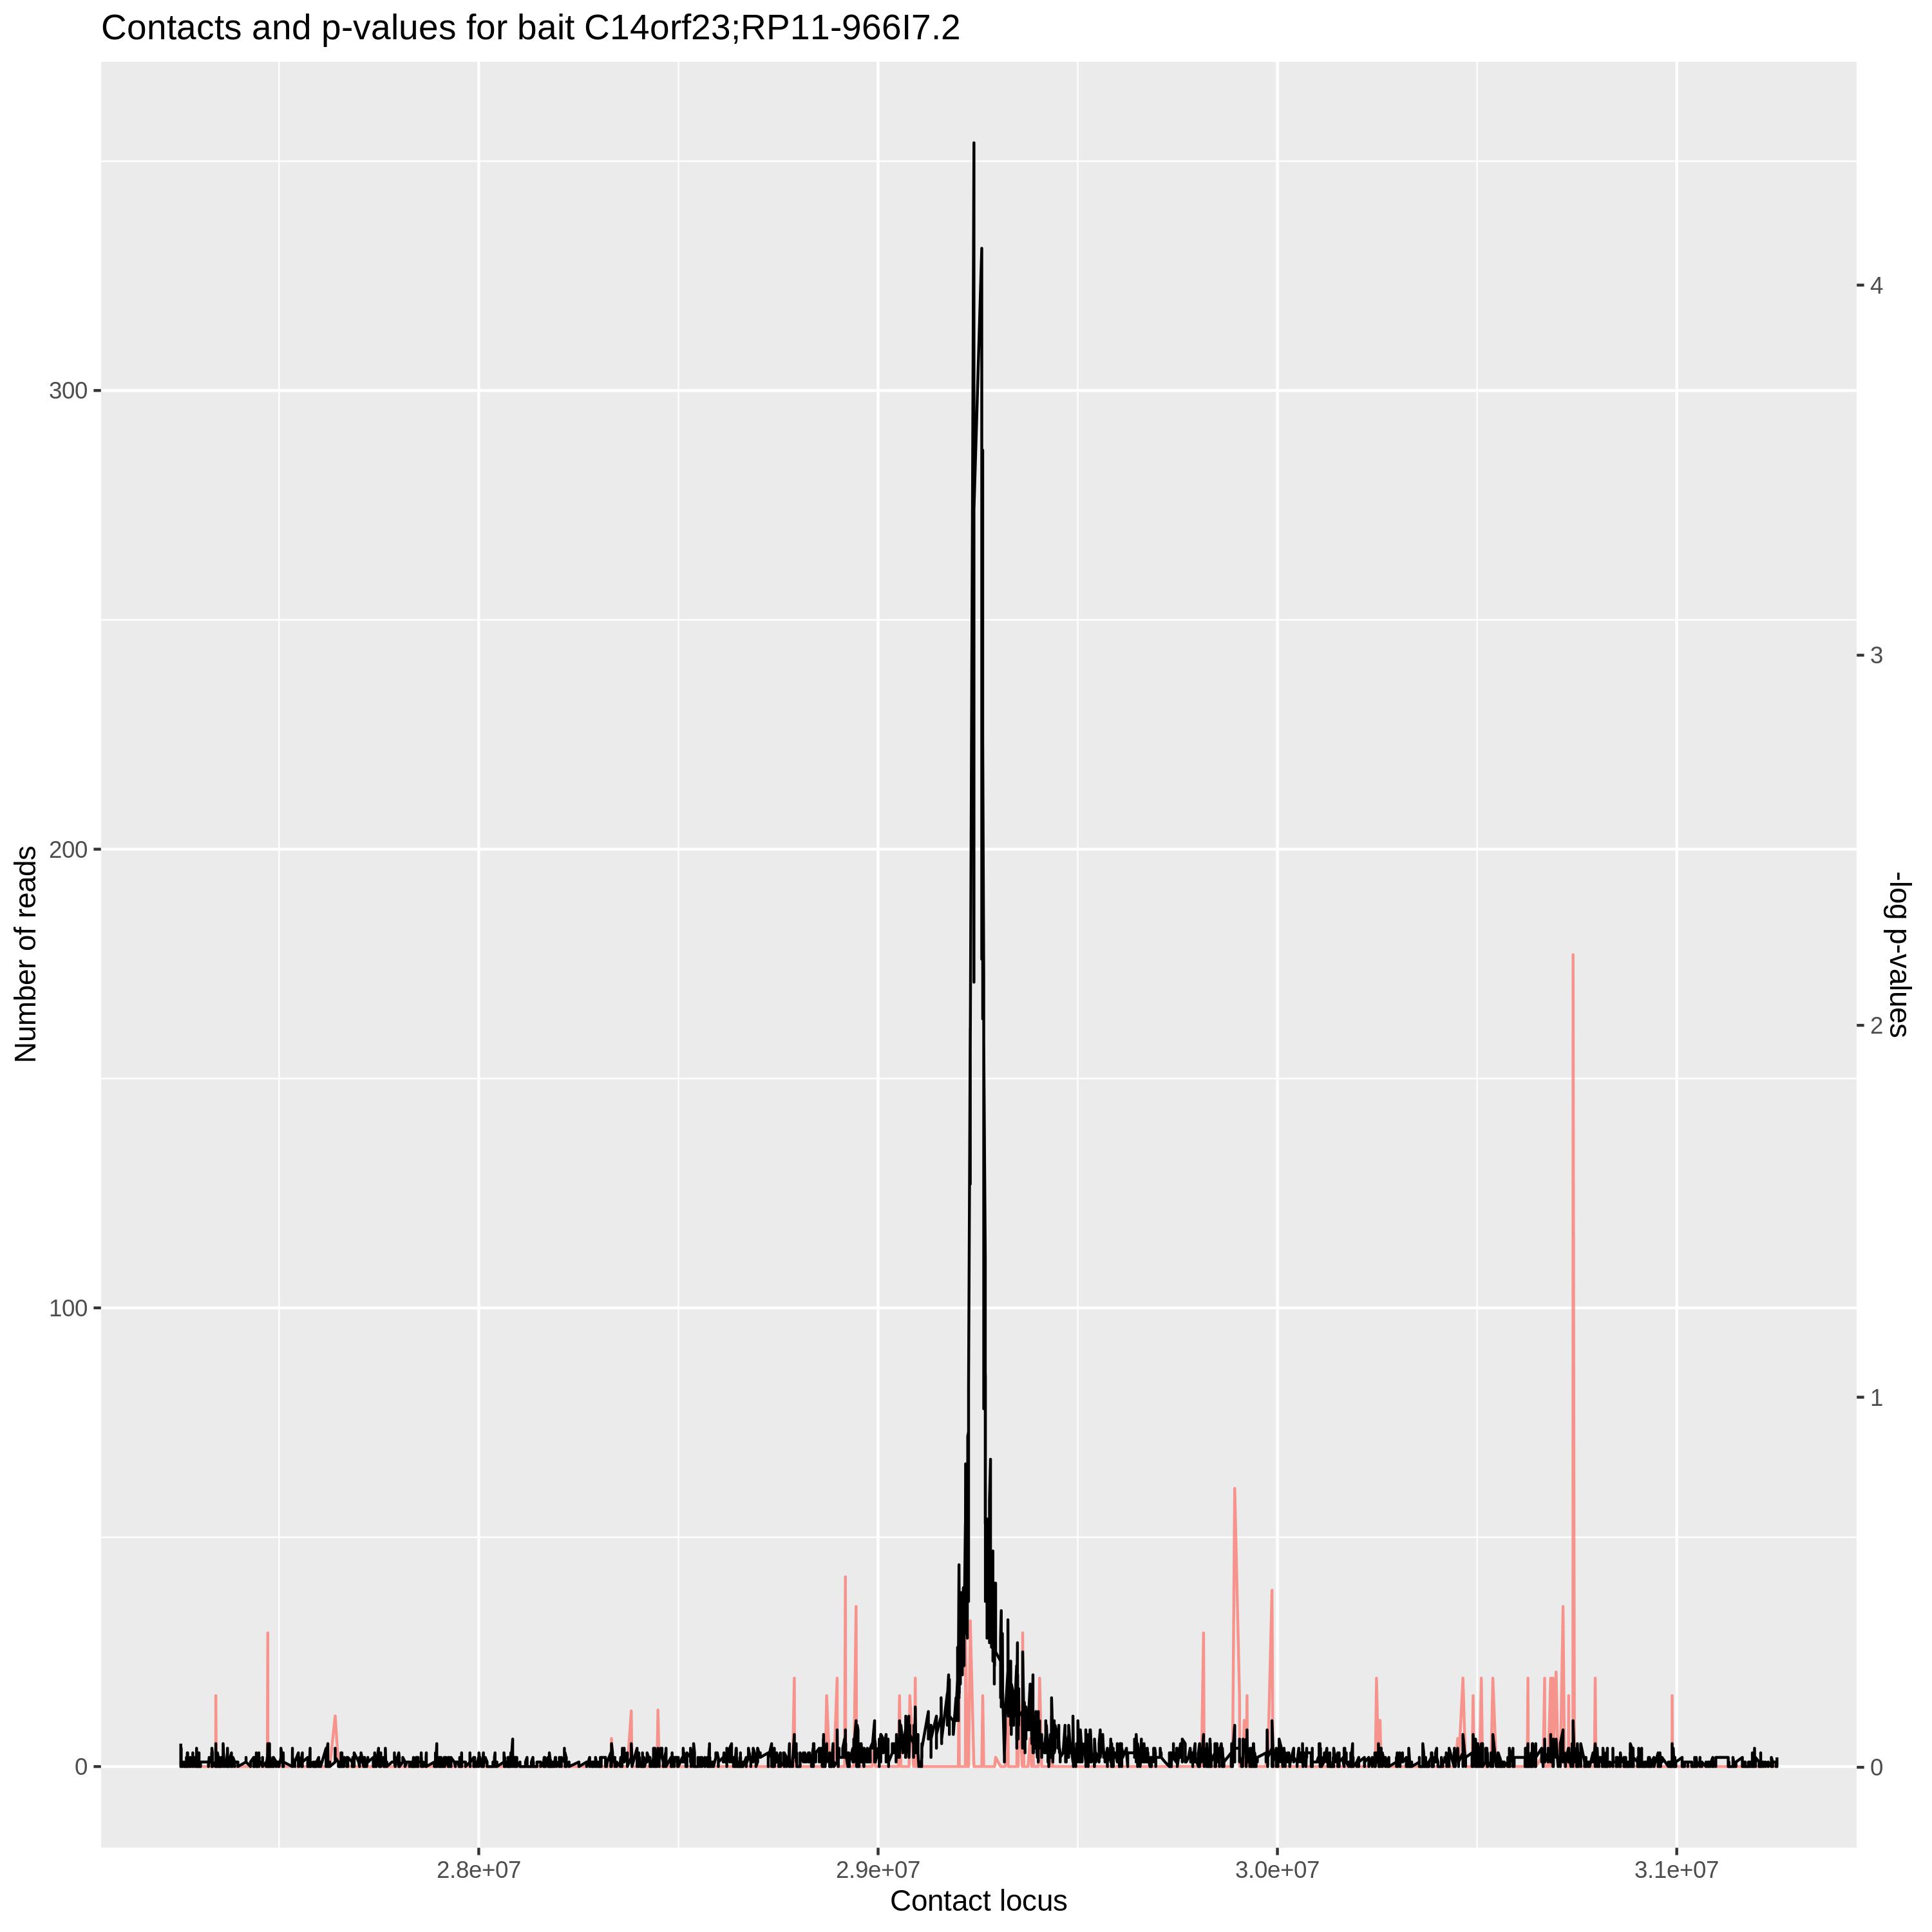 Contacts and p-values for bait C14orf23;RP11-966I7.2
Number of reads
300
200
100
0
4
3
2
1
0
-log p-values
2.8e+07 2.9e+07 3.0e+07 3.1e+07
Contact locus